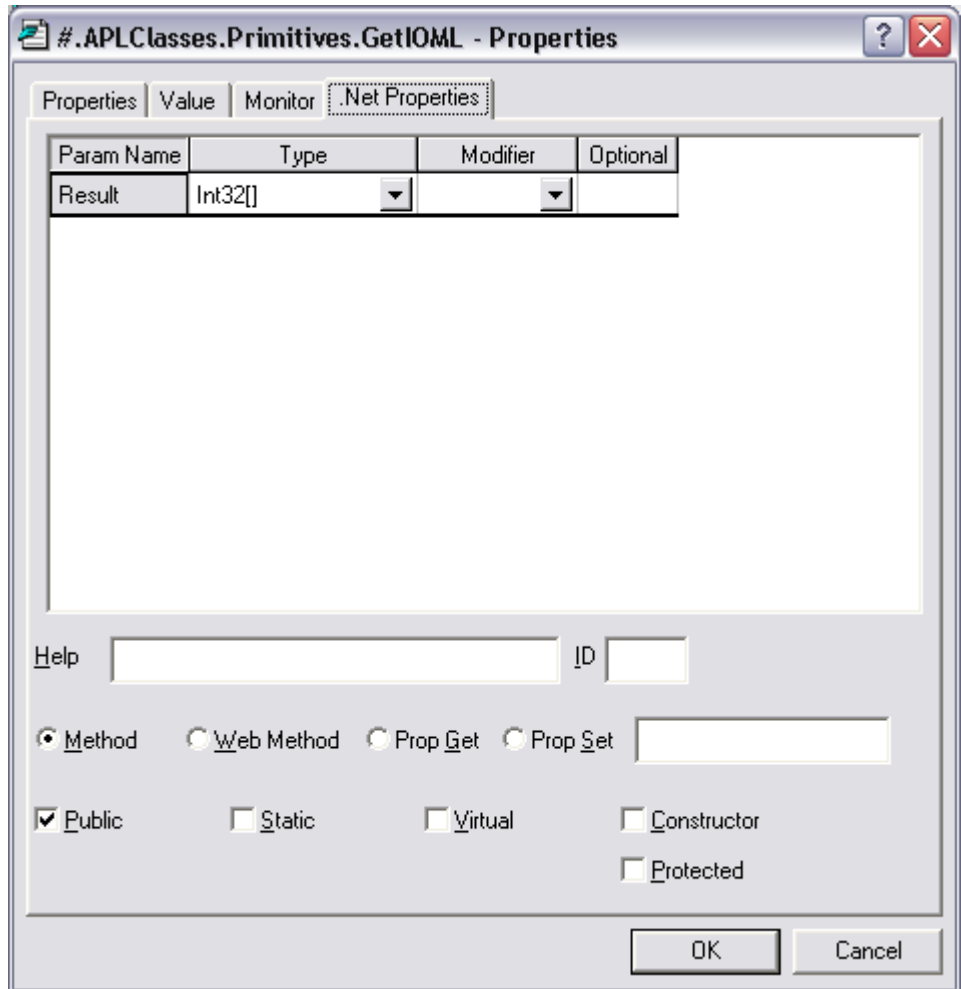 #.APLClasses.Primitives.GetIOML - Properties
Properties Value Monitor .Net Properties
Param Name Type Modifier Optional
Result Int32[]
Help ID
Method Web Method Prop Get Prop Set
Public Static Virtual Constructor
Protected
OK Cancel